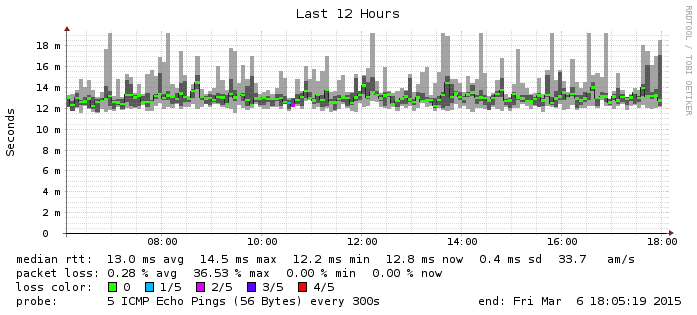 Last 12 Hours
RRDTOOL / TOBI OETIKER
Seconds
18 m
16 m
14 m
12 m
10 m
8 m
6 m
4 m
2 m
0
08:00 10:00 12:00 14:00 16:00 18:00
median rtt: 13.0 ms avg 14.5 ms max 12.2 ms min 12.8 ms now 0.4 ms sd 33.7 am/s
packet loss: 0.28 % avg 36.53 % max 0.00 % min 0.00 % now
loss color: 0 1/5 2/5 3/5 4/5
probe: 5 ICMP Echo Pings (56 Bytes) every 300s end: Fri Mar 6 18:05:19 2015